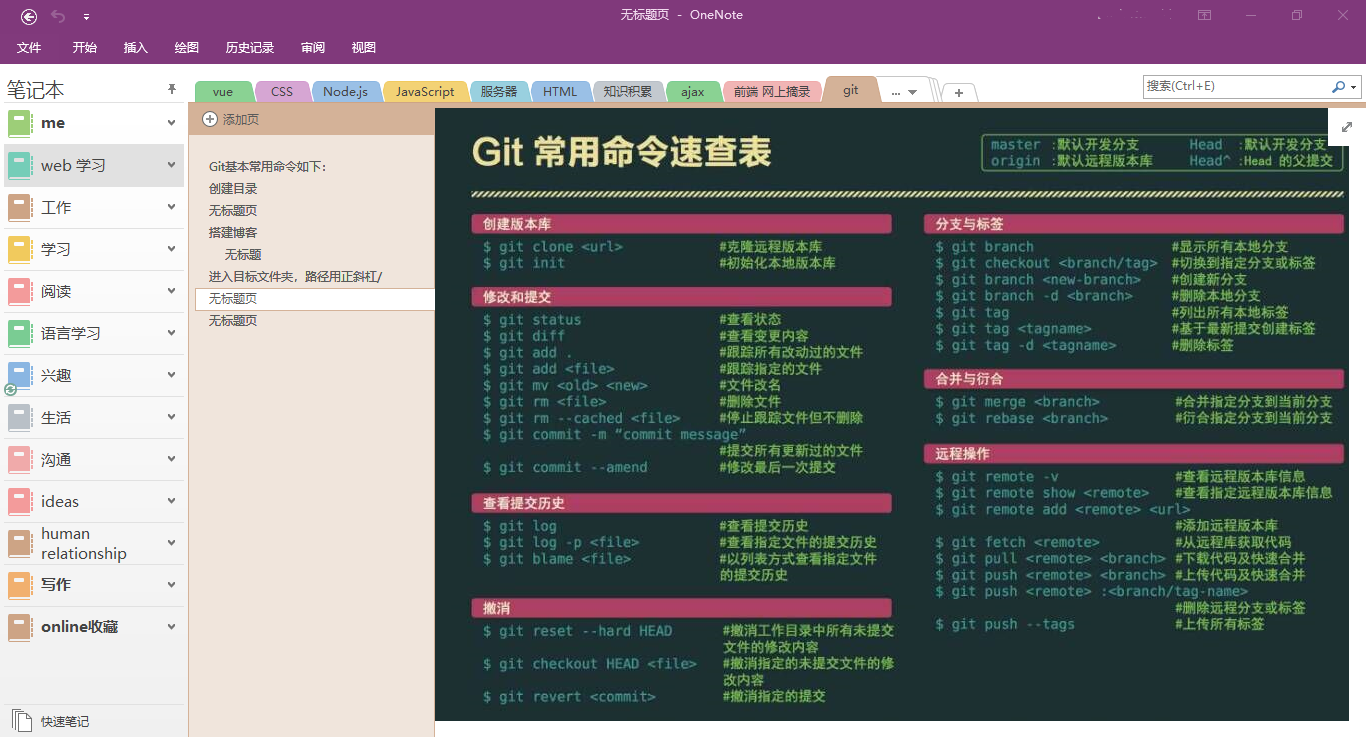 无标题页 - OneNote
文件 开始 插入 绘图 历史记录 审阅 视图
笔记本
vue CSS Node.js JavaScript 服务器 HTML 知识积累 ajax 前端 网上摘录 git ... +
搜索(Ctrl+E)
me
web 学习
工作
学习
阅读
语言学习
兴趣
生活
沟通
ideas
human
relationship
写作
online收藏
快速笔记
添加页
Git基本常用命令如下:
创建目录
无标题页
搭建博客
无标题
进入目标文件夹，路径用正斜杠/
无标题页
无标题页
Git 常用命令速查表
master :默认开发分支 Head :默认开发分支
origin :默认远程版本库 Head^ :Head 的父提交
创建版本库
$ git clone <url> #克隆远程版本库
$ git init #初始化本地版本库
修改和提交
$ git status #查看状态
$ git diff #查看变更内容
$ git add . #跟踪所有改动过的文件
$ git add <file> #跟踪指定的文件
$ git mv <old> <new> #文件改名
$ git rm <file> #删除文件
$ git rm --cached <file> #停止跟踪文件但不删除
$ git commit -m “commit message”
#提交所有更新过的文件
$ git commit --amend #修改最后一次提交
查看提交历史
$ git log #查看提交历史
$ git log -p <file> #查看指定文件的提交历史
$ git blame <file> #以列表方式查看指定文件
的提交历史
撤消
$ git reset --hard HEAD #撤消工作目录中所有未提交
文件的修改内容
$ git checkout HEAD <file> #撤消指定的未提交文件的修
改内容
$ git revert <commit> #撤消指定的提交
分支与标签
$ git branch #显示所有本地分支
$ git checkout <branch/tag> #切换到指定分支或标签
$ git branch <new-branch> #创建新分支
$ git branch -d <branch> #删除本地分支
$ git tag #列出所有本地标签
$ git tag <tagname> #基于最新提交创建标签
$ git tag -d <tagname> #删除标签
合并与衍合
$ git merge <branch> #合并指定分支到当前分支
$ git rebase <branch> #衍合指定分支到当前分支
远程操作
$ git remote -v #查看远程版本库信息
$ git remote show <remote> #查看指定远程版本库信息
$ git remote add <remote> <url>
#添加远程版本库
$ git fetch <remote> #从远程库获取代码
$ git pull <remote> <branch> #下载代码及快速合并
$ git push <remote> <branch> #上传代码及快速合并
$ git push <remote> :<branch/tag-name>
#删除远程分支或标签
$ git push --tags #上传所有标签